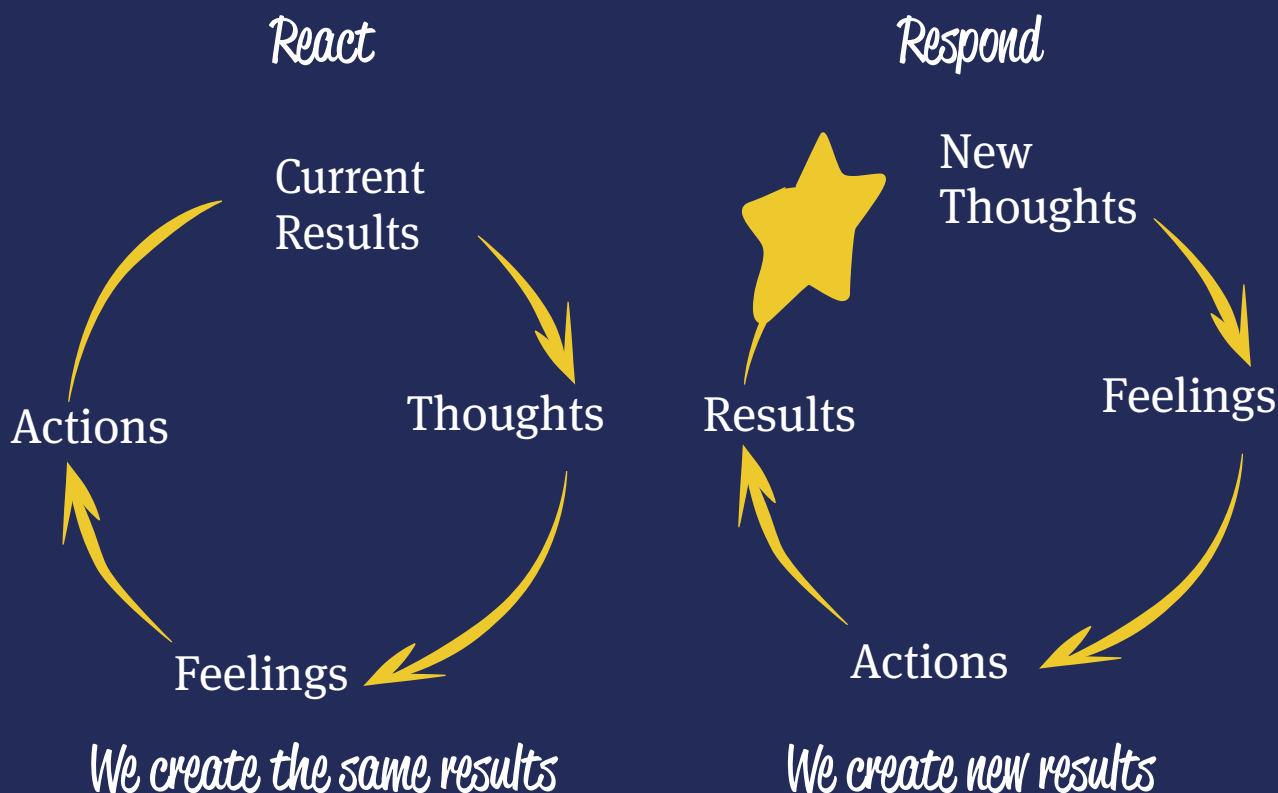 React
Current
Results
Thoughts
Feelings
Actions
We create the same results
Respond
New
Thoughts
Feelings
Actions
Results
We create new results